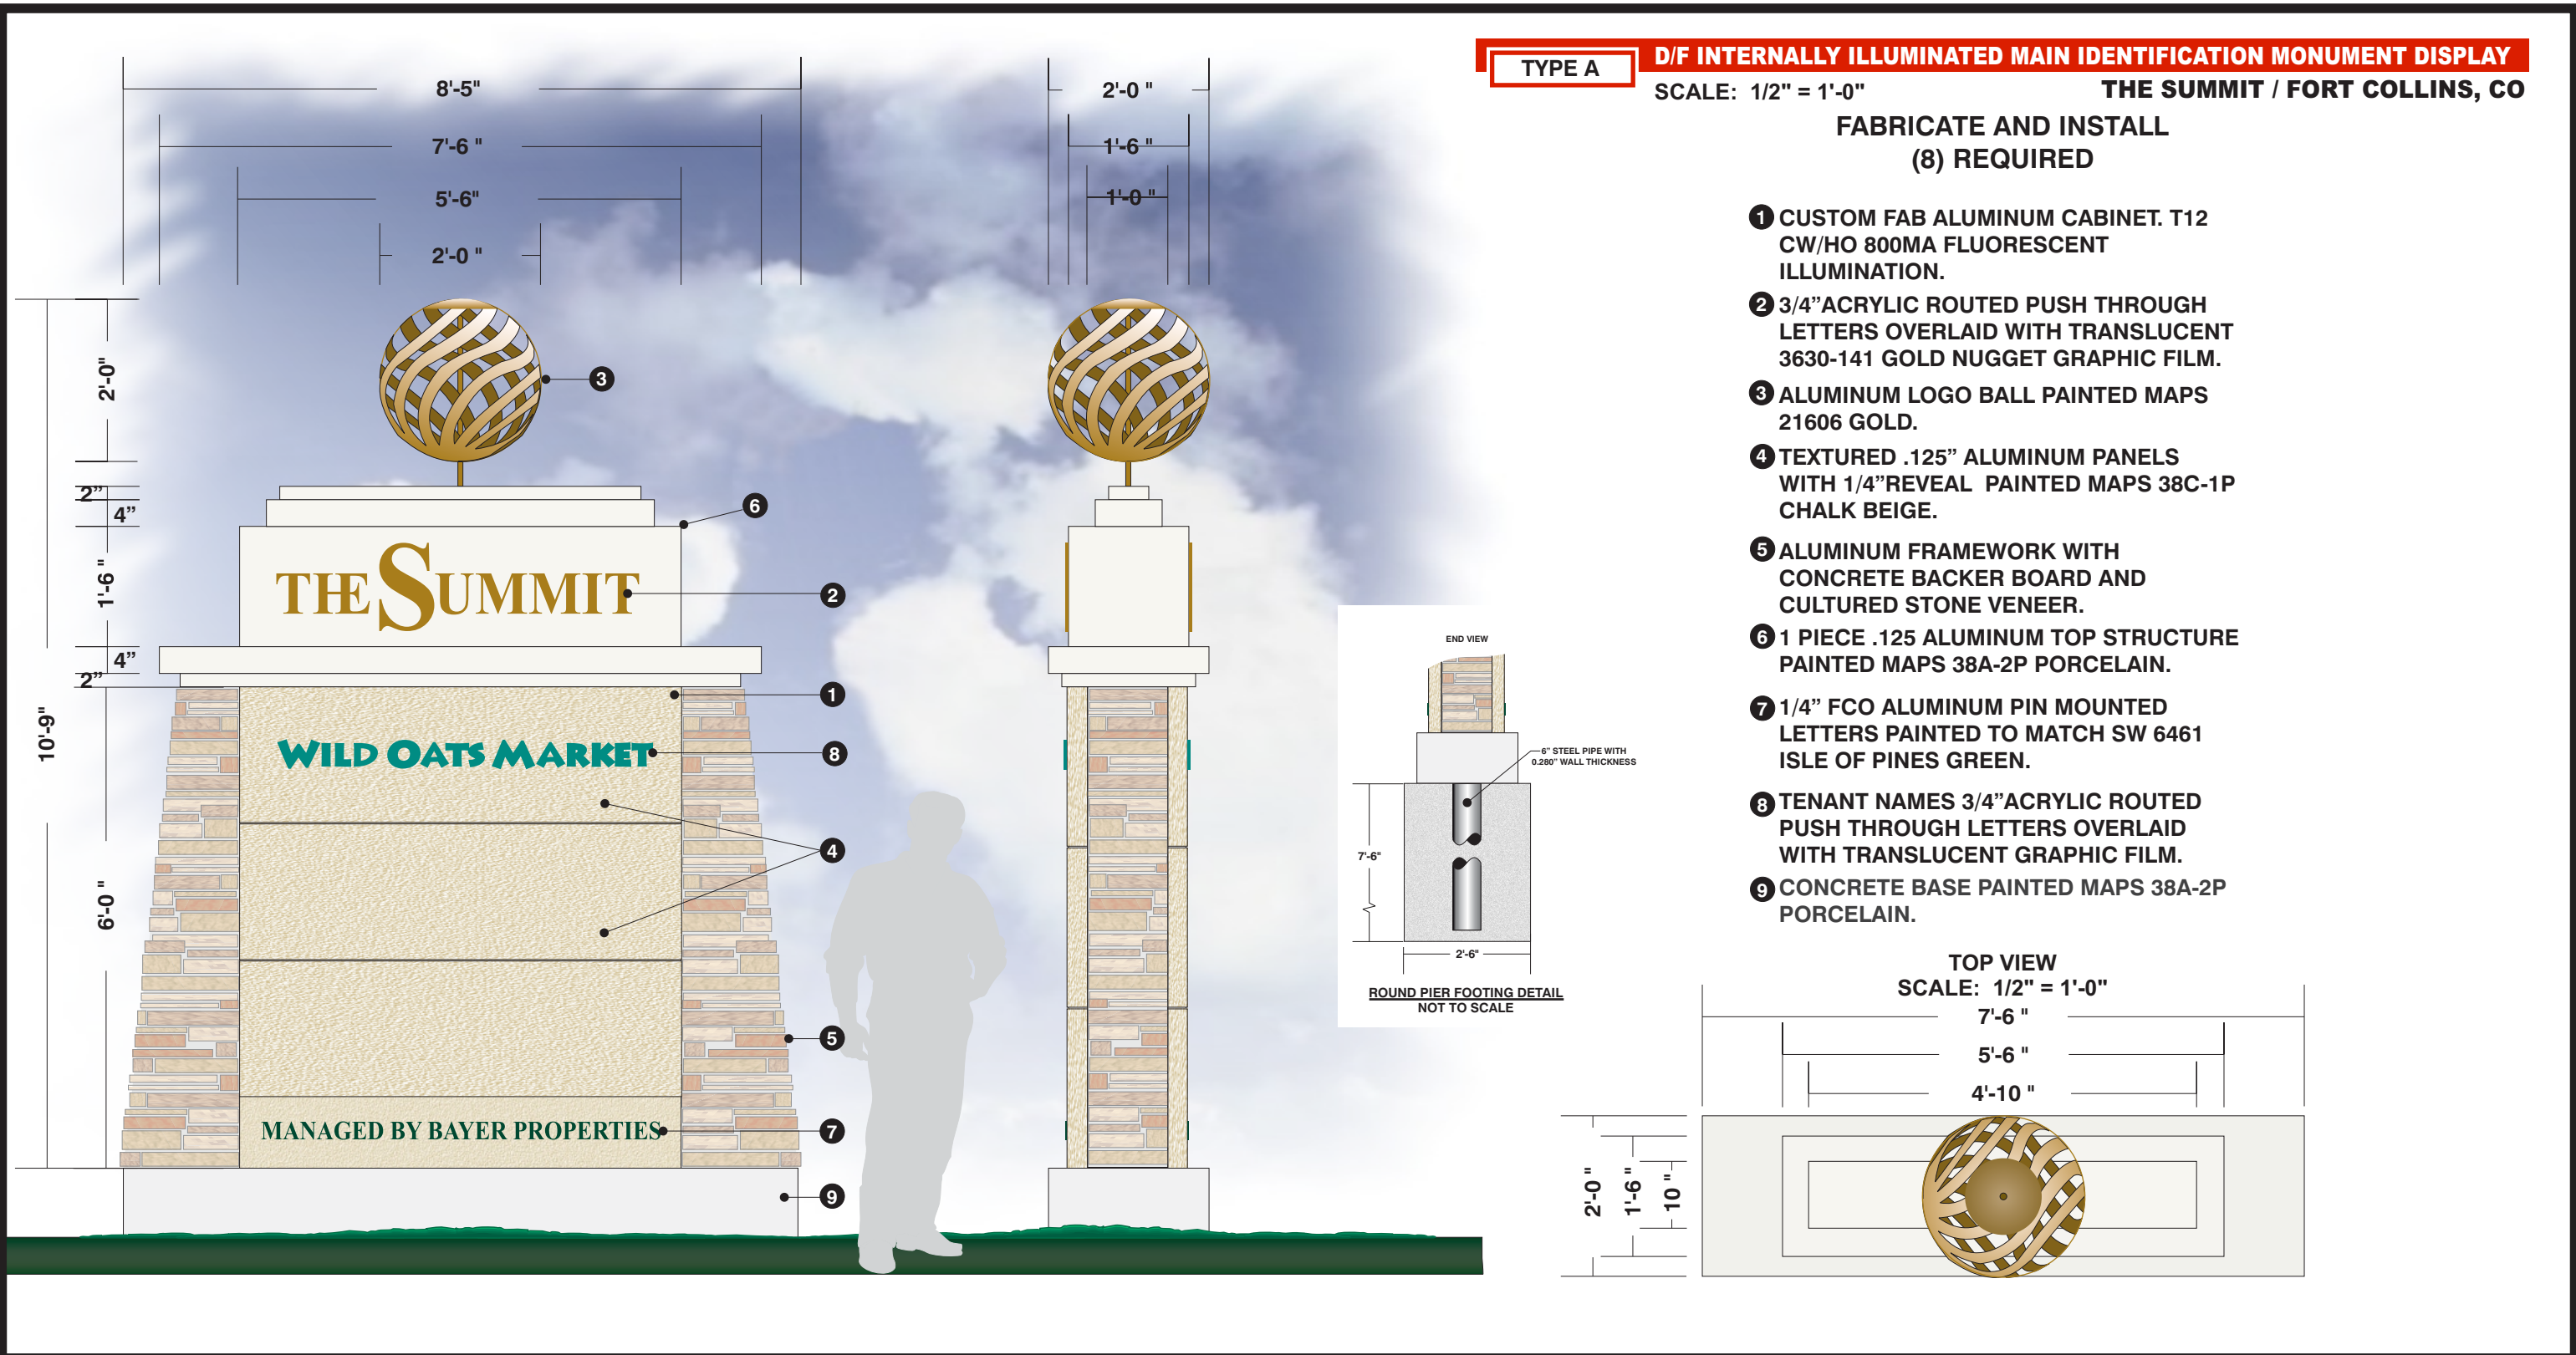 TYPE A
D/F INTERNALLY ILLUMINATED MAIN IDENTIFICATION MONUMENT DISPLAY
SCALE: 1/2" = 1'-0"
THE SUMMIT / FORT COLLINS, CO
FABRICATE AND INSTALL
(8) REQUIRED
8'-5"
7'-6 "
5'-6"
2'-0 "
2'-0 "
1'-6 "
1'-0 "
2'-0"
2”
4”
1'-6 "
4”
2”
10'-9"
6'-0 "
3
6
THE SUMMIT
2
1
WILD OATS MARKET
8
4
5
MANAGED BY BAYER PROPERTIES
7
9
END VIEW
6” STEEL PIPE WITH
0.280” WALL THICKNESS
7'-6"
2'-6"
ROUND PIER FOOTING DETAIL
NOT TO SCALE
1 CUSTOM FAB ALUMINUM CABINET. T12
CW/HO 800MA FLUORESCENT
ILLUMINATION.
2 3/4”ACRYLIC ROUTED PUSH THROUGH
LETTERS OVERLAID WITH TRANSLUCENT
3630-141 GOLD NUGGET GRAPHIC FILM.
3 ALUMINUM LOGO BALL PAINTED MAPS
21606 GOLD.
4 TEXTURED .125” ALUMINUM PANELS
WITH 1/4”REVEAL PAINTED MAPS 38C-1P
CHALK BEIGE.
5 ALUMINUM FRAMEWORK WITH
CONCRETE BACKER BOARD AND
CULTURED STONE VENEER.
6 1 PIECE .125 ALUMINUM TOP STRUCTURE
PAINTED MAPS 38A-2P PORCELAIN.
7 1/4” FCO ALUMINUM PIN MOUNTED
LETTERS PAINTED TO MATCH SW 6461
ISLE OF PINES GREEN.
8 TENANT NAMES 3/4”ACRYLIC ROUTED
PUSH THROUGH LETTERS OVERLAID
WITH TRANSLUCENT GRAPHIC FILM.
9 CONCRETE BASE PAINTED MAPS 38A-2P
PORCELAIN.
TOP VIEW
SCALE: 1/2" = 1'-0"
7'-6 "
5'-6 "
4'-10 "
2'-0 "
1'-6 "
10 "